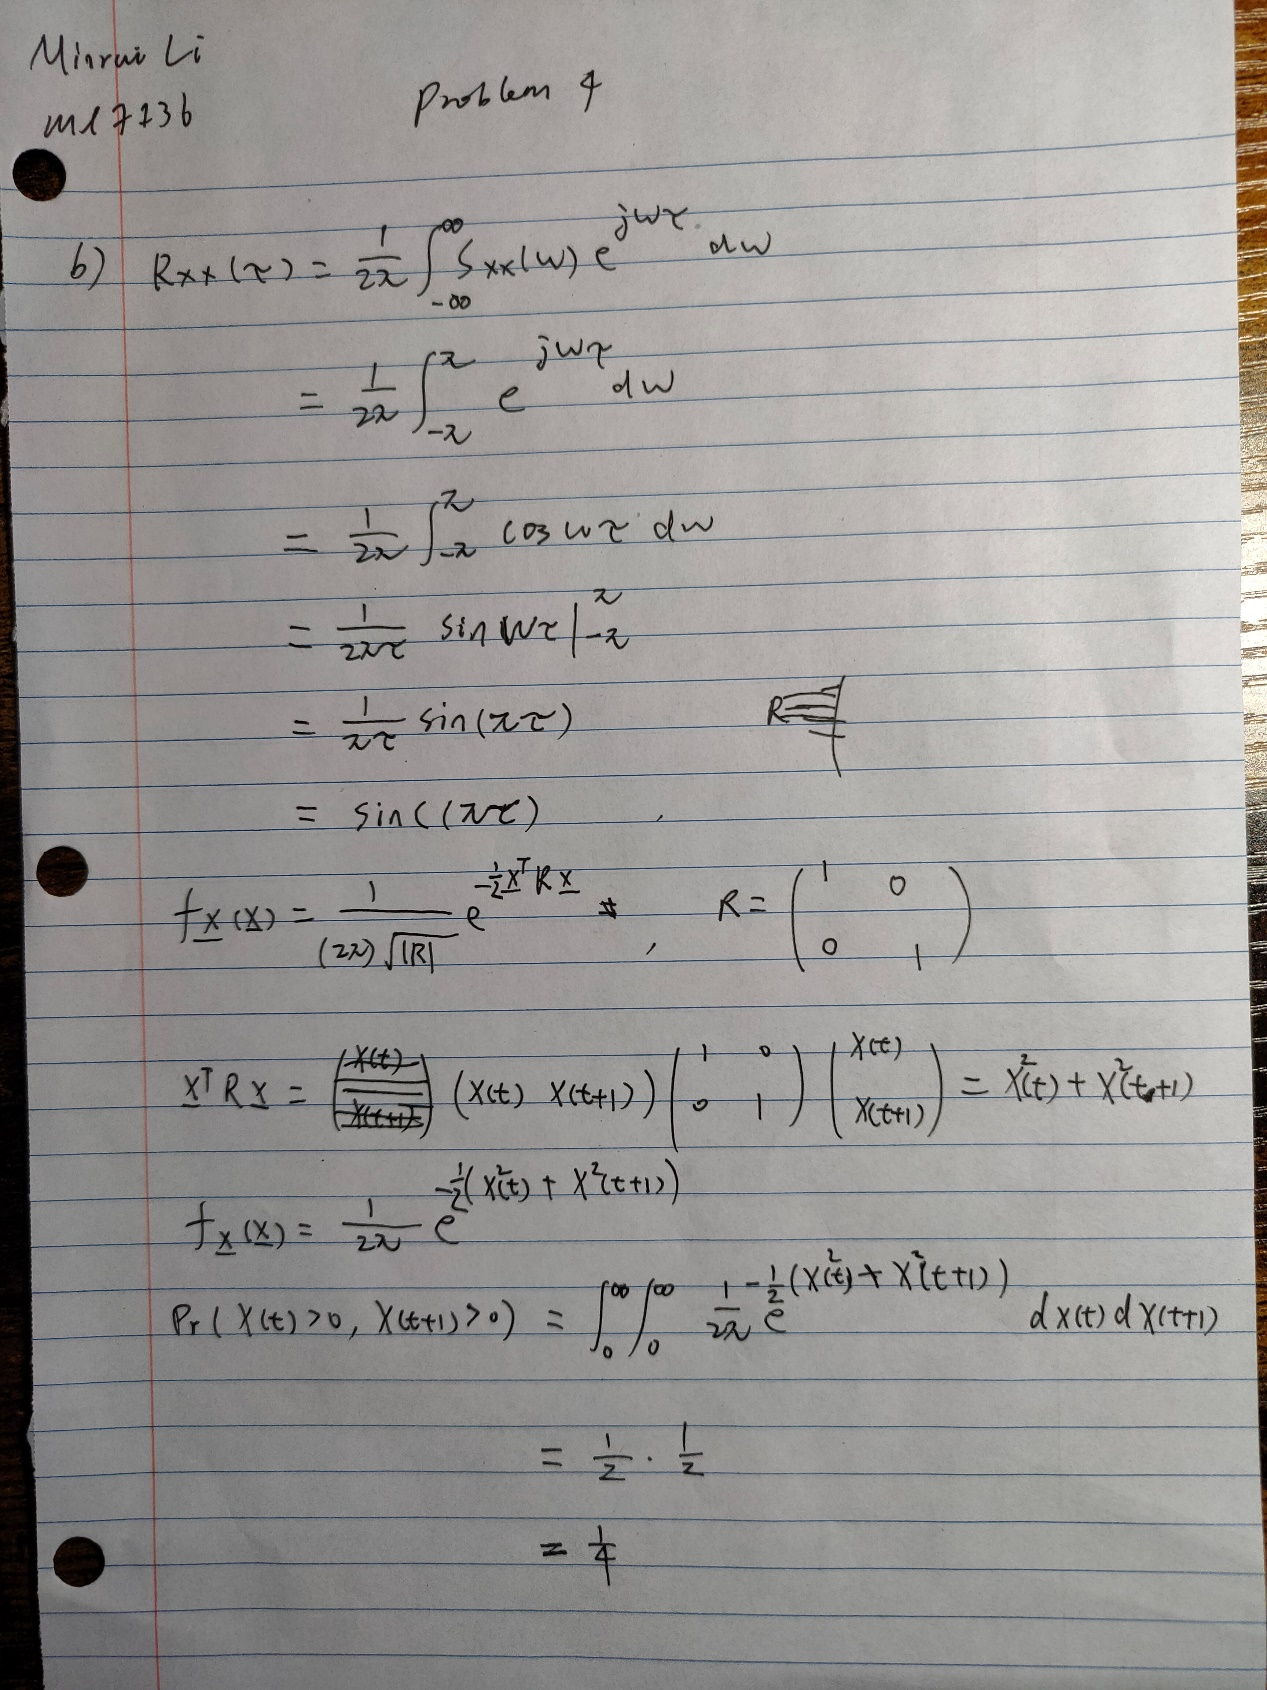 Minrui Li
ml7136
Problem 4
b) Rxx(τ) = 1/2π ∫_{-∞}^{∞} Sxx(w) e^{jwτ} dw
= 1/2π ∫_{-π}^{π} e^{jwτ} dw
= 1/2π ∫_{-π}^{π} cos wτ dw
= 1/2πτ sin wτ |_{-π}^{π}
= 1/πτ sin(πτ)
R
= sinc(πτ)
f_X(X) = 1/((2π)√|R|) e^{-1/2 X^T R X} , R = (1 0 0 1)
X^T R X = (X(t) X(t+1)) (1 0 0 1) (X(t) X(t+1)) = X²(t) + X²(t+1)
f_X(X) = 1/2π e^{-1/2(X²(t) + X²(t+1))}
Pr(X(t)>0, X(t+1)>0) = ∫_0^∞ ∫_0^∞ 1/2π e^{-1/2(X²(t) + X²(t+1))} dX(t) dX(t+1)
= 1/2 · 1/2
= 1/4